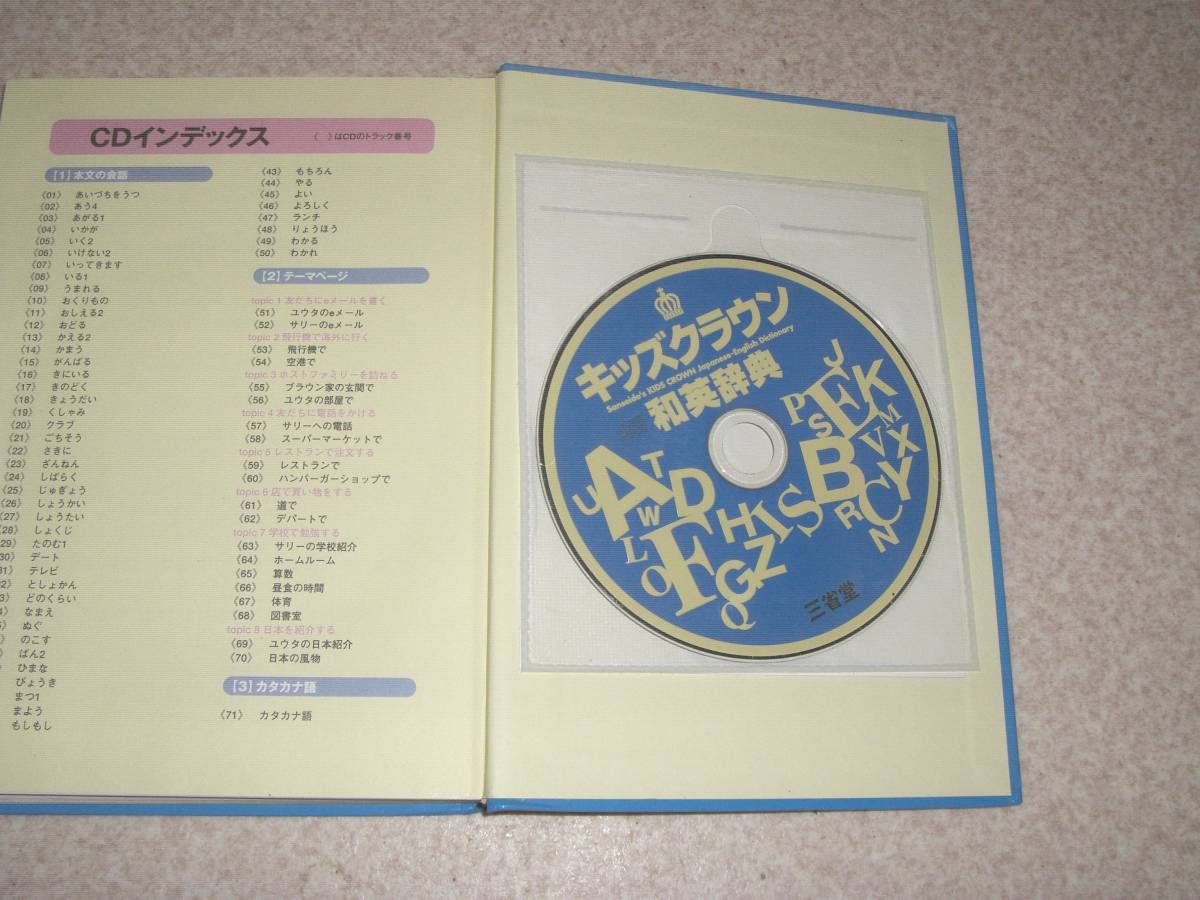 CDインデックス
《 》はCDのトラック番号
【1】本文の会話
《01》 あいづちをうつ
《02》 あう4
《03》 あがる1
《04》 いかが
《05》 いく2
《06》 いけない2
《07》 いってきます
《08》 いる1
《09》 うまれる
《10》 おくりもの
《11》 おしえる2
《12》 おどる
《13》 かえる2
《14》 かまう
《15》 がんばる
《16》 きにいる
《17》 きのどく
《18》 きょうだい
《19》 くしゃみ
《20》 クラブ
《21》 ごちそう
《22》 さきに
《23》 ざんねん
《24》 しばらく
《25》 じゅぎょう
《26》 しょうかい
《27》 しょうたい
《28》 しょくじ
29》 たのむ1
30》 デート
31》 テレビ
32》 としょかん
3》 どのくらい
4》 なまえ
》 ぬぐ
》 のこす
》 ばん2
》 ひまな
びょうき
まつ1
まよう
もしもし
《43》 もちろん
《44》 やる
《45》 よい
《46》 よろしく
《47》 ランチ
《48》 りょうほう
《49》 わかる
《50》 わかれ
【2】テーマページ
topic 1 友だちにeメールを書く
《51》 ユウタのeメール
《52》 サリーのeメール
topic 2 飛行機で海外に行く
《53》 飛行機で
《54》 空港で
topic 3 ホストファミリーを訪ねる
《55》 ブラウン家の玄関で
《56》 ユウタの部屋で
topic 4 友だちに電話をかける
《57》 サリーへの電話
《58》 スーパーマーケットで
topic 5 レストランで注文する
《59》 レストランで
《60》 ハンバーガーショップで
topic 6 店で買い物をする
《61》 道で
《62》 デパートで
topic 7 学校で勉強する
《63》 サリーの学校紹介
《64》 ホームルーム
《65》 算数
《66》 昼食の時間
《67》 体育
《68》 図書室
topic 8 日本を紹介する
《69》 ユウタの日本紹介
《70》 日本の風物
【3】カタカナ語
《71》 カタカナ語
キッズクラウン
Sanseido's KIDS CROWN Japanese-English Dictionary
和英辞典
J
P S E K
V M
U A T W D B X
L O F H I S R C Y
Q G Z N
三省堂